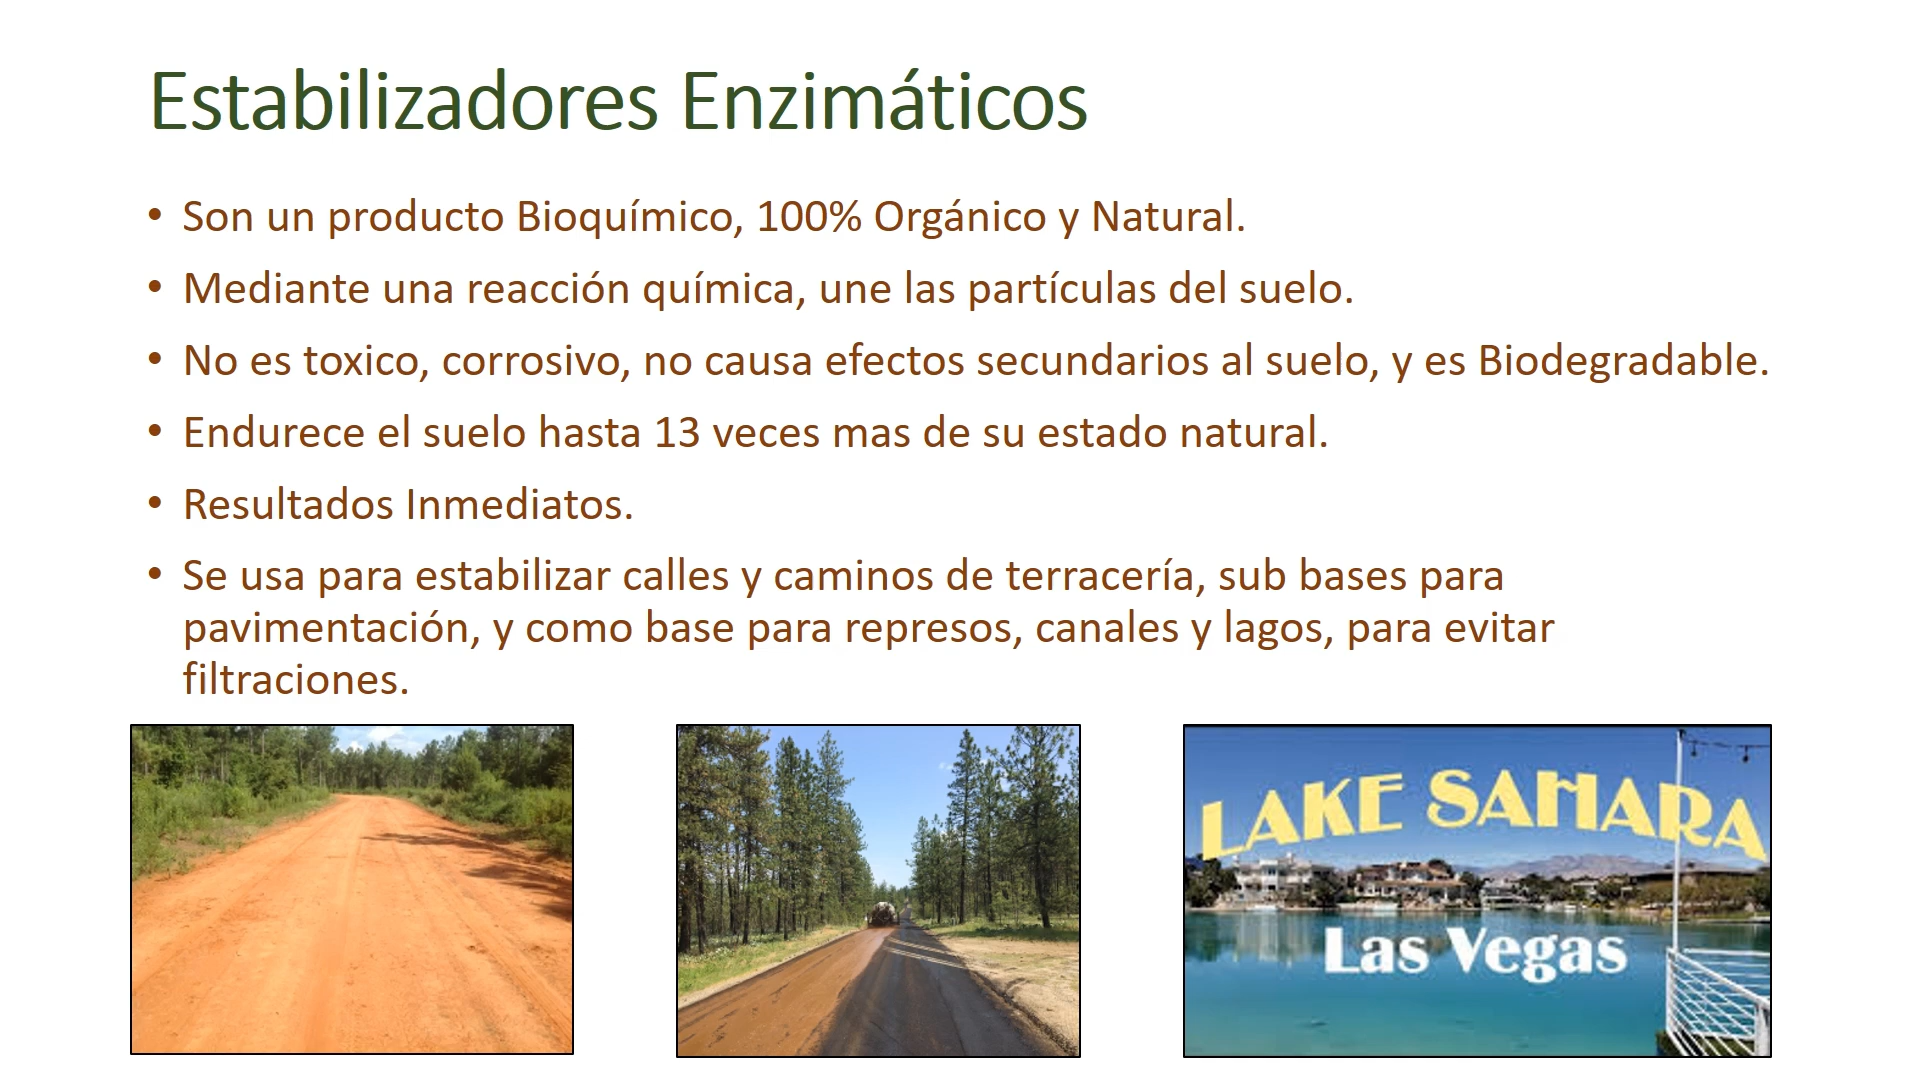 Estabilizadores Enzimáticos
• Son un producto Bioquímico, 100% Orgánico y Natural.
• Mediante una reacción química, une las partículas del suelo.
• No es toxico, corrosivo, no causa efectos secundarios al suelo, y es Biodegradable.
• Endurece el suelo hasta 13 veces mas de su estado natural.
• Resultados Inmediatos.
• Se usa para estabilizar calles y caminos de terracería, sub bases para
pavimentación, y como base para represos, canales y lagos, para evitar
filtraciones.
LAKE SAHARA
Las Vegas